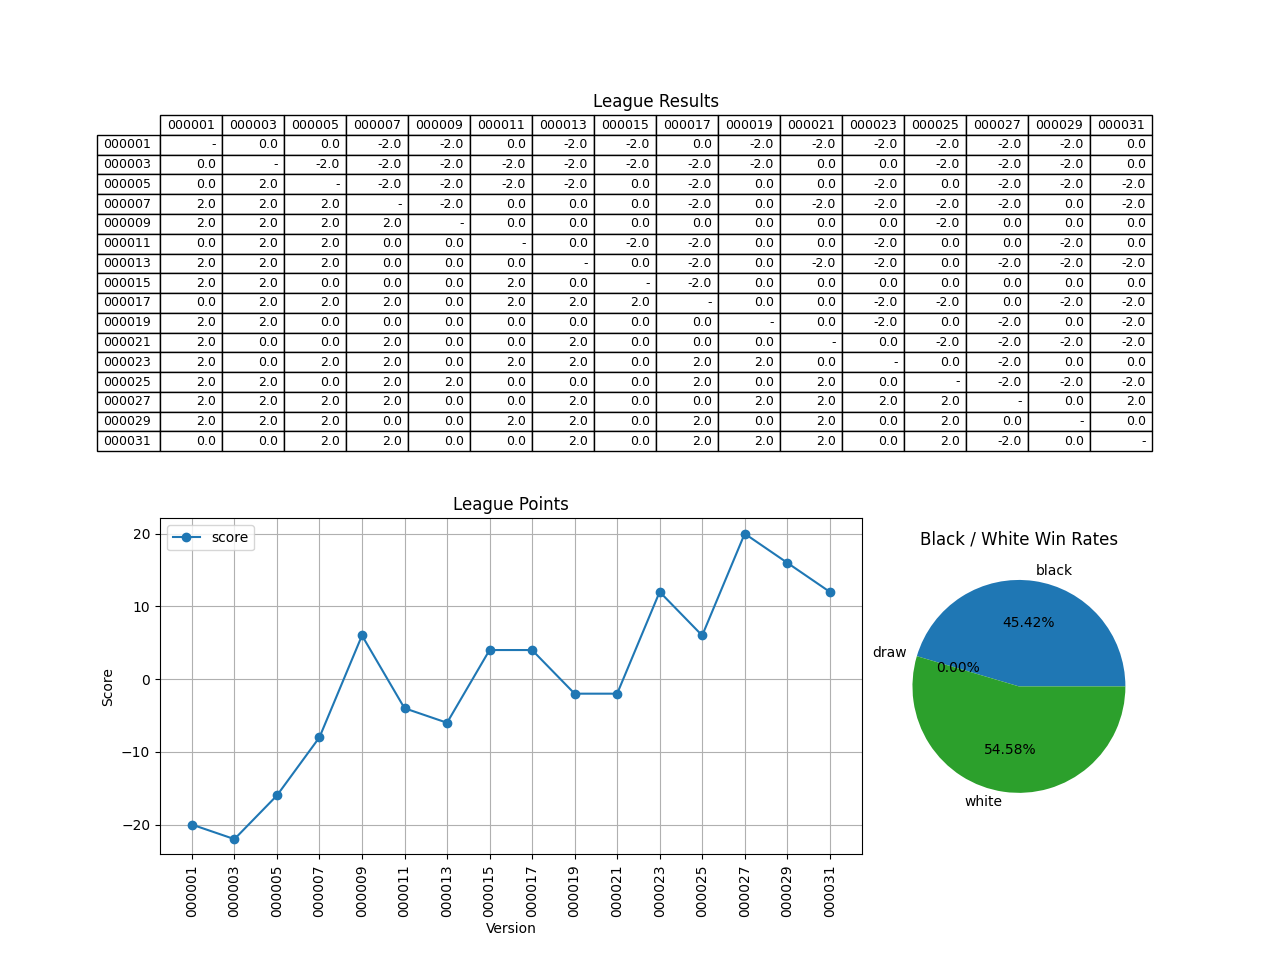 League Results
000001 000003 000005 000007 000009 000011 000013 000015 000017 000019 000021 000023 000025 000027 000029 000031
000001 - 0.0 0.0 -2.0 -2.0 0.0 -2.0 -2.0 0.0 -2.0 -2.0 -2.0 -2.0 -2.0 -2.0 0.0
000003 0.0 - -2.0 -2.0 -2.0 -2.0 -2.0 -2.0 -2.0 -2.0 0.0 0.0 -2.0 -2.0 -2.0 0.0
000005 0.0 2.0 - -2.0 -2.0 -2.0 -2.0 0.0 -2.0 0.0 0.0 -2.0 0.0 -2.0 -2.0 -2.0
000007 2.0 2.0 2.0 - -2.0 0.0 0.0 0.0 -2.0 0.0 -2.0 -2.0 -2.0 -2.0 0.0 -2.0
000009 2.0 2.0 2.0 2.0 - 0.0 0.0 0.0 0.0 0.0 0.0 0.0 -2.0 0.0 0.0 0.0
000011 0.0 2.0 2.0 0.0 0.0 - 0.0 -2.0 -2.0 0.0 0.0 -2.0 0.0 0.0 -2.0 0.0
000013 2.0 2.0 2.0 0.0 0.0 0.0 - 0.0 -2.0 0.0 -2.0 -2.0 0.0 -2.0 -2.0 -2.0
000015 2.0 2.0 0.0 0.0 0.0 2.0 0.0 - -2.0 0.0 0.0 0.0 0.0 0.0 0.0 0.0
000017 0.0 2.0 2.0 2.0 0.0 2.0 2.0 2.0 - 0.0 0.0 -2.0 -2.0 0.0 -2.0 -2.0
000019 2.0 2.0 0.0 0.0 0.0 0.0 0.0 0.0 0.0 - 0.0 -2.0 0.0 -2.0 0.0 -2.0
000021 2.0 0.0 0.0 2.0 0.0 0.0 2.0 0.0 0.0 0.0 - 0.0 -2.0 -2.0 -2.0 -2.0
000023 2.0 0.0 2.0 2.0 0.0 2.0 2.0 0.0 2.0 2.0 0.0 - 0.0 -2.0 0.0 0.0
000025 2.0 2.0 0.0 2.0 2.0 0.0 0.0 0.0 2.0 0.0 2.0 0.0 - -2.0 -2.0 -2.0
000027 2.0 2.0 2.0 2.0 0.0 0.0 2.0 0.0 0.0 2.0 2.0 2.0 2.0 - 0.0 2.0
000029 2.0 2.0 2.0 0.0 0.0 2.0 2.0 0.0 2.0 0.0 2.0 0.0 2.0 0.0 - 0.0
000031 0.0 0.0 2.0 2.0 0.0 0.0 2.0 0.0 2.0 2.0 2.0 0.0 2.0 -2.0 0.0 -
League Points
score
20
10
0
−10
−20
Score
000001 000003 000005 000007 000009 000011 000013 000015 000017 000019 000021 000023 000025 000027 000029 000031
Version
Black / White Win Rates
black
45.42%
draw
0.00%
54.58%
white